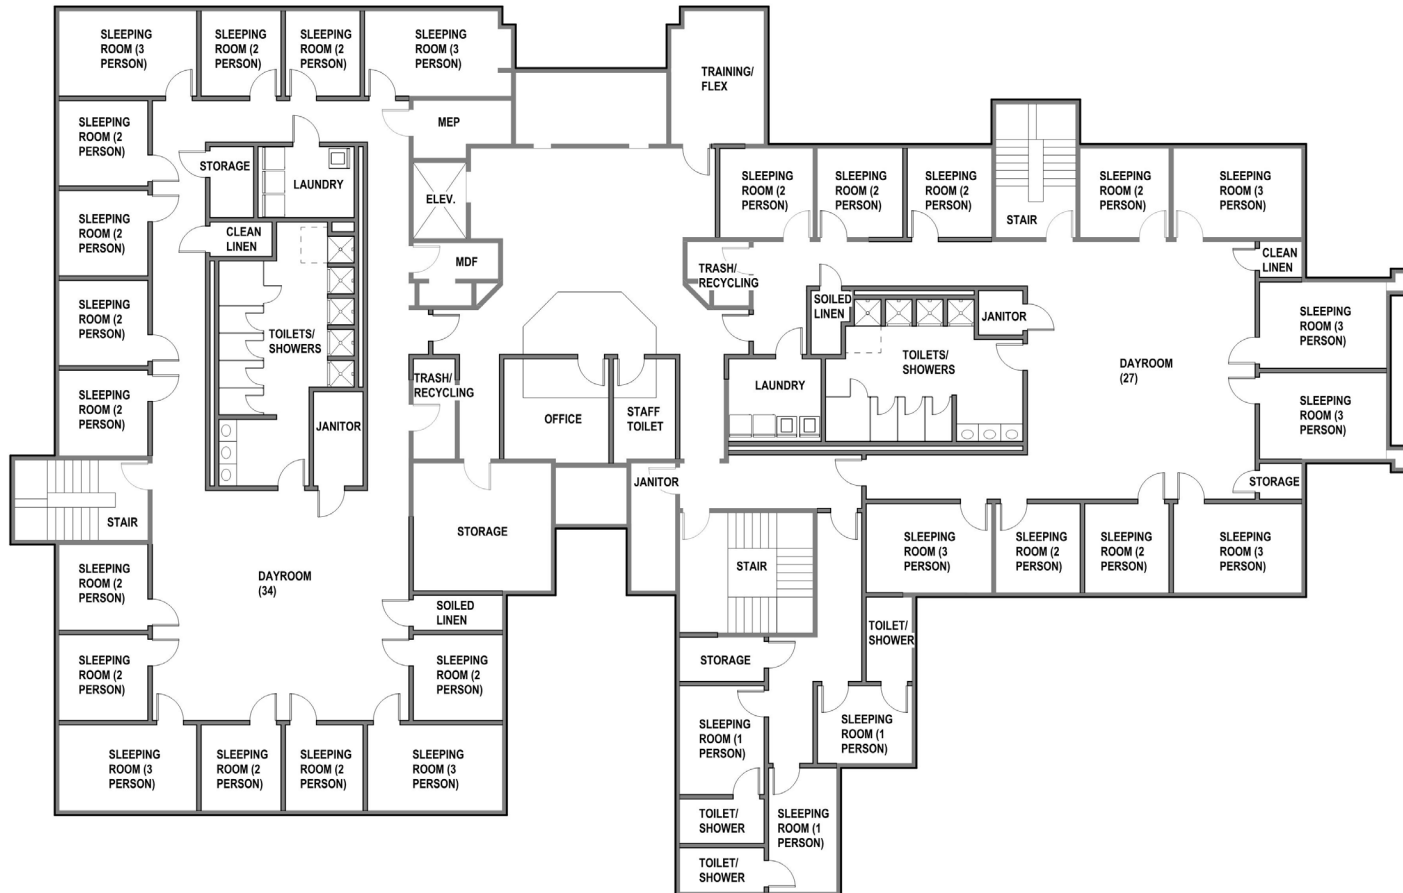 SLEEPING
ROOM (3
PERSON)
SLEEPING
ROOM (2
PERSON)
SLEEPING
ROOM (2
PERSON)
SLEEPING
ROOM (3
PERSON)
TRAINING/
FLEX
SLEEPING
ROOM (2
PERSON)
MEP
STORAGE
LAUNDRY
ELEV.
SLEEPING
ROOM (2
PERSON)
SLEEPING
ROOM (2
PERSON)
SLEEPING
ROOM (2
PERSON)
STAIR
SLEEPING
ROOM (2
PERSON)
SLEEPING
ROOM (3
PERSON)
SLEEPING
ROOM (2
PERSON)
CLEAN
LINEN
MDF
TRASH/
RECYCLING
CLEAN
LINEN
SLEEPING
ROOM (2
PERSON)
TOILETS/
SHOWERS
SOILED
LINEN
JANITOR
SLEEPING
ROOM (3
PERSON)
TOILETS/
SHOWERS
DAYROOM
(27)
SLEEPING
ROOM (2
PERSON)
JANITOR
TRASH/
RECYCLING
OFFICE
STAFF
TOILET
LAUNDRY
SLEEPING
ROOM (3
PERSON)
STAIR
STORAGE
JANITOR
STORAGE
SLEEPING
ROOM (3
PERSON)
SLEEPING
ROOM (2
PERSON)
SLEEPING
ROOM (2
PERSON)
SLEEPING
ROOM (3
PERSON)
SLEEPING
ROOM (2
PERSON)
DAYROOM
(34)
STAIR
SOILED
LINEN
TOILET/
SHOWER
SLEEPING
ROOM (2
PERSON)
SLEEPING
ROOM (2
PERSON)
STORAGE
SLEEPING
ROOM (1
PERSON)
SLEEPING
ROOM (1
PERSON)
SLEEPING
ROOM (3
PERSON)
SLEEPING
ROOM (2
PERSON)
SLEEPING
ROOM (2
PERSON)
SLEEPING
ROOM (3
PERSON)
TOILET/
SHOWER
SLEEPING
ROOM (1
PERSON)
TOILET/
SHOWER